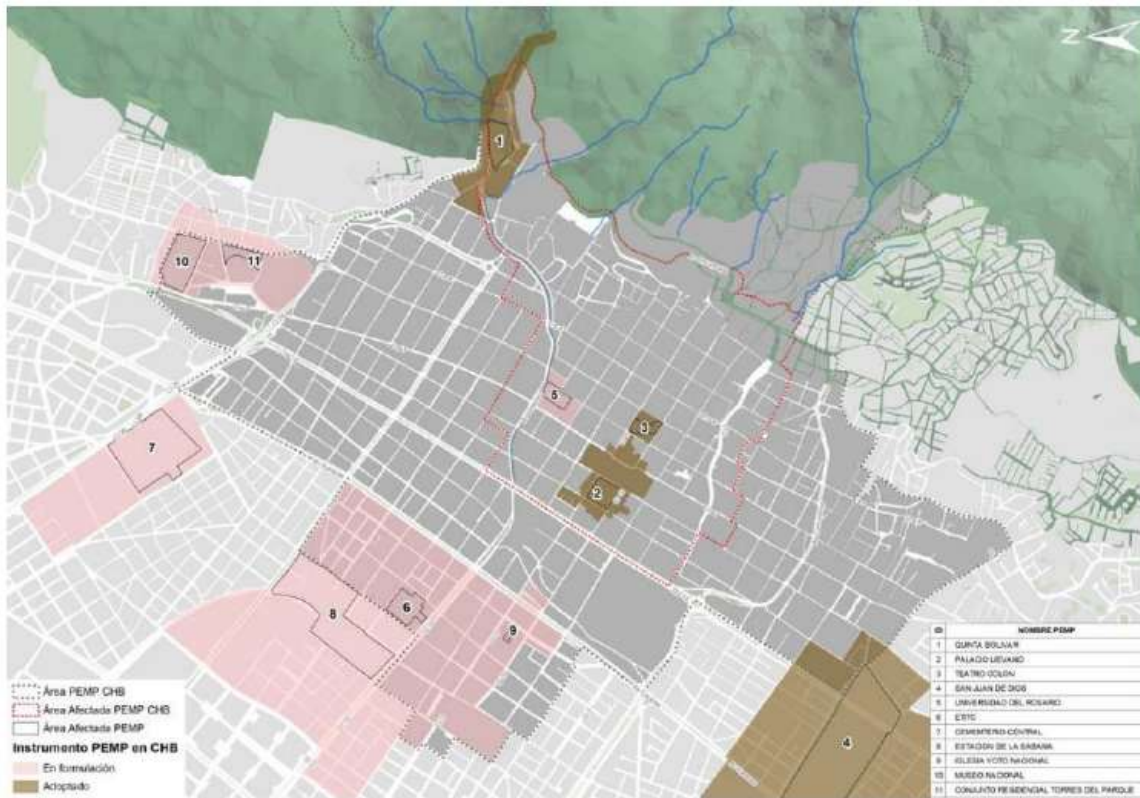 N
1
10
11
5
3
7
2
8
6
9
4
Área PEMP CHB
Área Afectada PEMP CHB
Área Afectada PEMP
Instrumento PEMP en CHB
En formulación
Adoptado
ID NOMBRE PEMP
1 QUINTA BOLIVAR
2 PALACIO LIEVANO
3 TEATRO COLON
4 SAN JUAN DE DIOS
5 UNIVERSIDAD DEL ROSARIO
6
7 CEMENTERIO CENTRAL
8 ESTACION DE LA SABANA
9 IGLESIA VOTO NACIONAL
10 MUSEO NACIONAL
11 CONJUNTO RESIDENCIAL TORRES DEL PARQUE